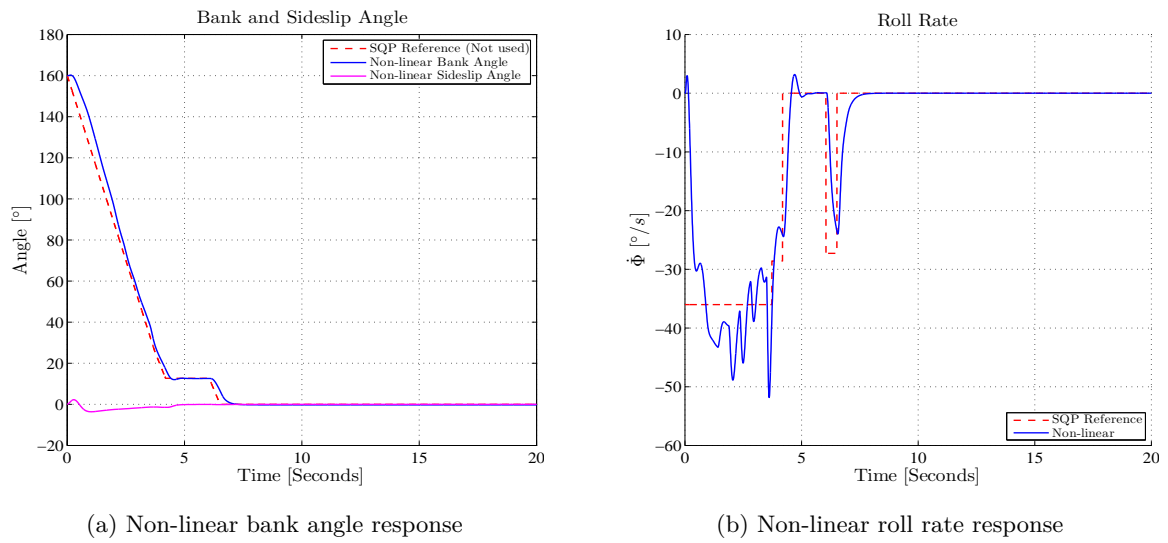 Bank and Sideslip Angle
180
160
140
120
100
80
60
40
20
0
−20
Angle [°]
SQP Reference (Not used)
Non-linear Bank Angle
Non-linear Sideslip Angle
0
5
10
15
20
Time [Seconds]
(a) Non-linear bank angle response
Roll Rate
10
0
−10
−20
−30
−40
−50
−60
Φ̇ [°/s]
SQP Reference
Non-linear
0
5
10
15
20
Time [Seconds]
(b) Non-linear roll rate response